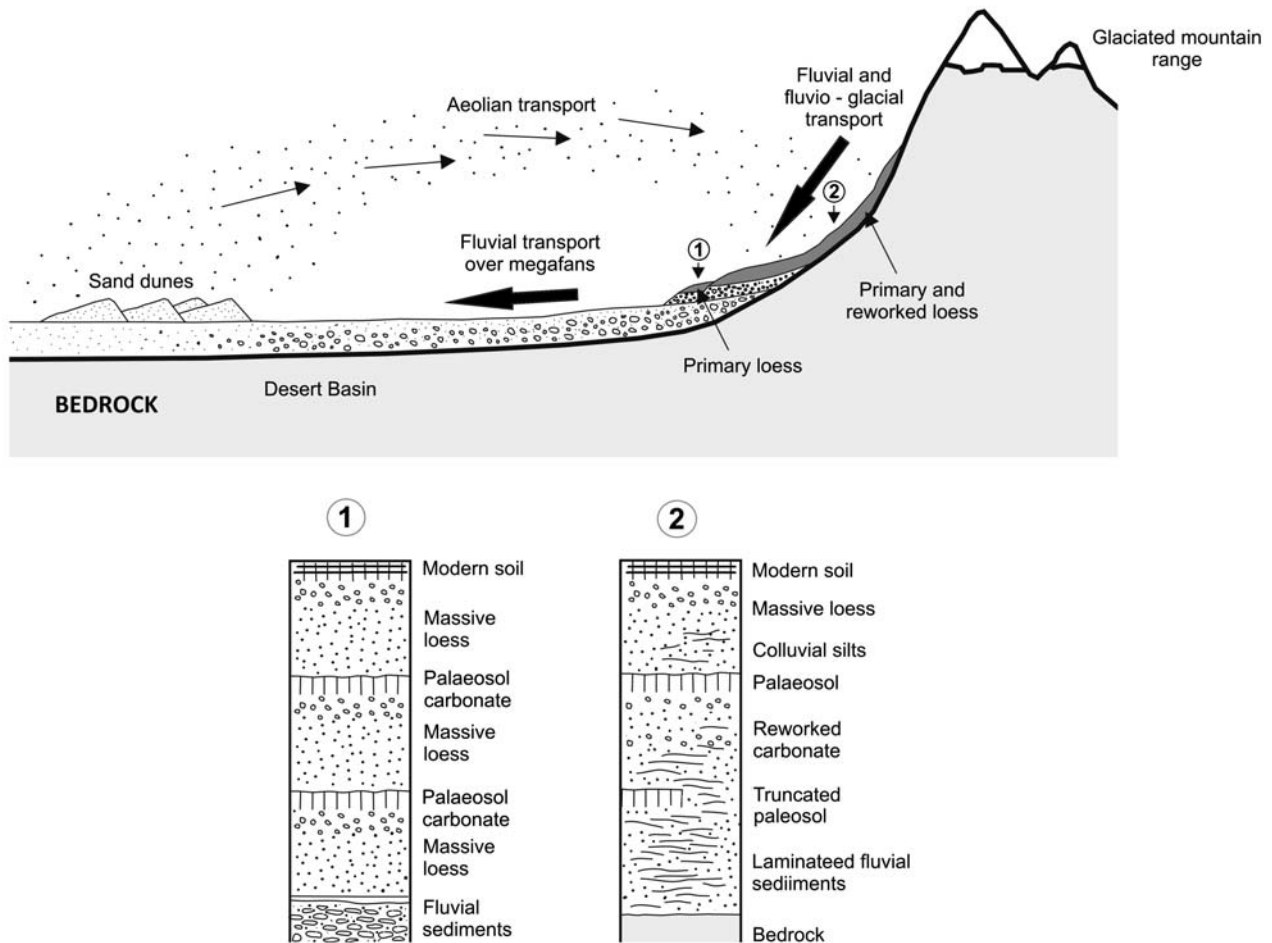 Glaciated mountain
range
Fluvial and
fluvio - glacial
transport
Aeolian transport
2
1
Fluvial transport
over megafans
Sand dunes
Primary and
reworked loess
Primary loess
Desert Basin
BEDROCK
1
Modern soil
Massive
loess
Palaeosol
carbonate
Massive
loess
Palaeosol
carbonate
Massive
loess
Fluvial
sediments
2
Modern soil
Massive loess
Colluvial silts
Palaeosol
Reworked
carbonate
Truncated
paleosol
Laminateed fluvial
sediiments
Bedrock